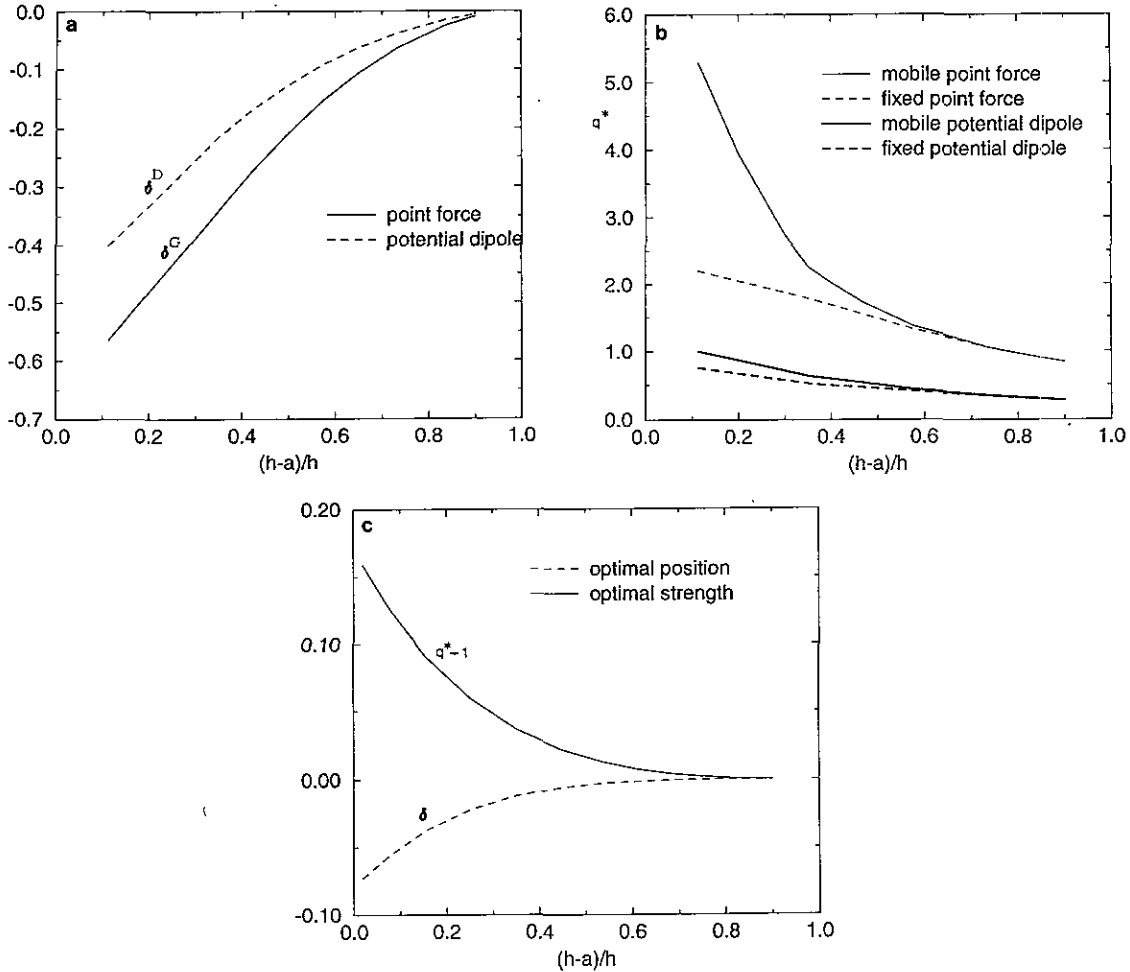 a
0.0
-0.1
-0.2
-0.3
-0.4
-0.5
-0.6
-0.7
δD
δG
point force
potential dipole
0.0 0.2 0.4 0.6 0.8 1.0
(h-a)/h
b
6.0
5.0
q*
4.0
3.0
2.0
1.0
0.0
mobile point force
fixed point force
mobile potential dipole
fixed potential dipole
0.0 0.2 0.4 0.6 0.8 1.0
(h-a)/h
c
0.20
0.10
0.00
-0.10
optimal position
optimal strength
q*-1
δ
0.0 0.2 0.4 0.6 0.8 1.0
(h-a)/h